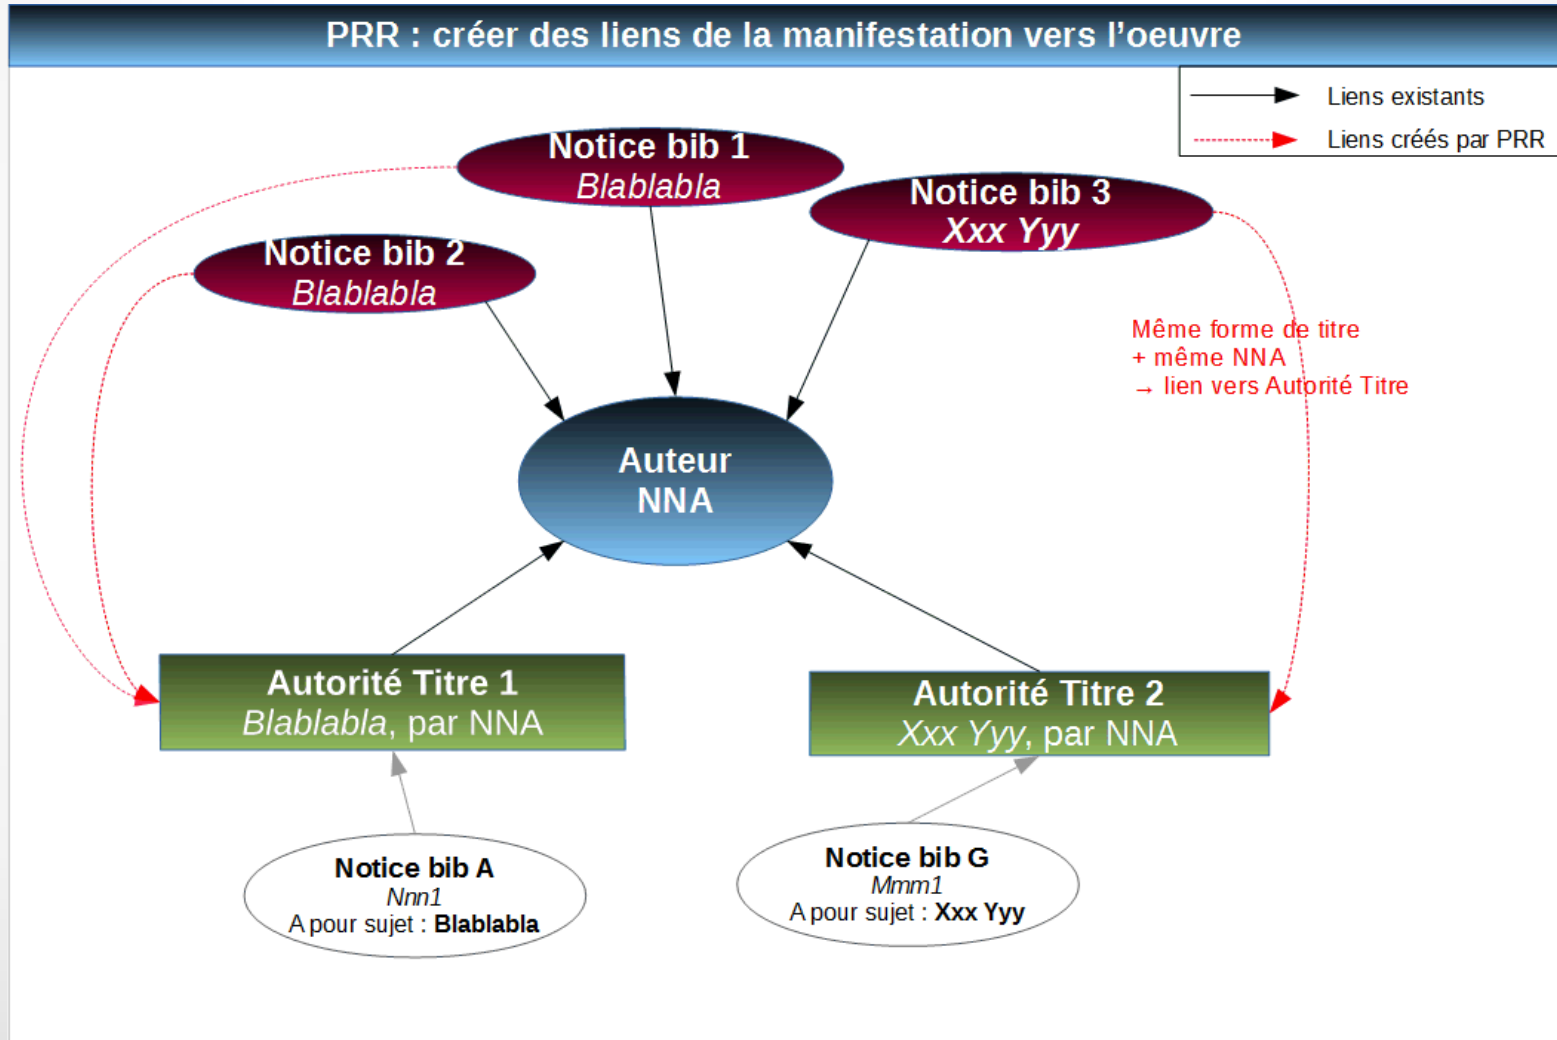 PRR : créer des liens de la manifestation vers l'oeuvre
Liens existants
Liens créés par PRR
Notice bib 1
Blablabla
Notice bib 3
Xxx Yyy
Notice bib 2
Blablabla
Même forme de titre
+ même NNA
→ lien vers Autorité Titre
Auteur
NNA
Autorité Titre 1
Blablabla, par NNA
Autorité Titre 2
Xxx Yyy, par NNA
Notice bib A
Nnn1
A pour sujet : Blablabla
Notice bib G
Mmm1
A pour sujet : Xxx Yyy